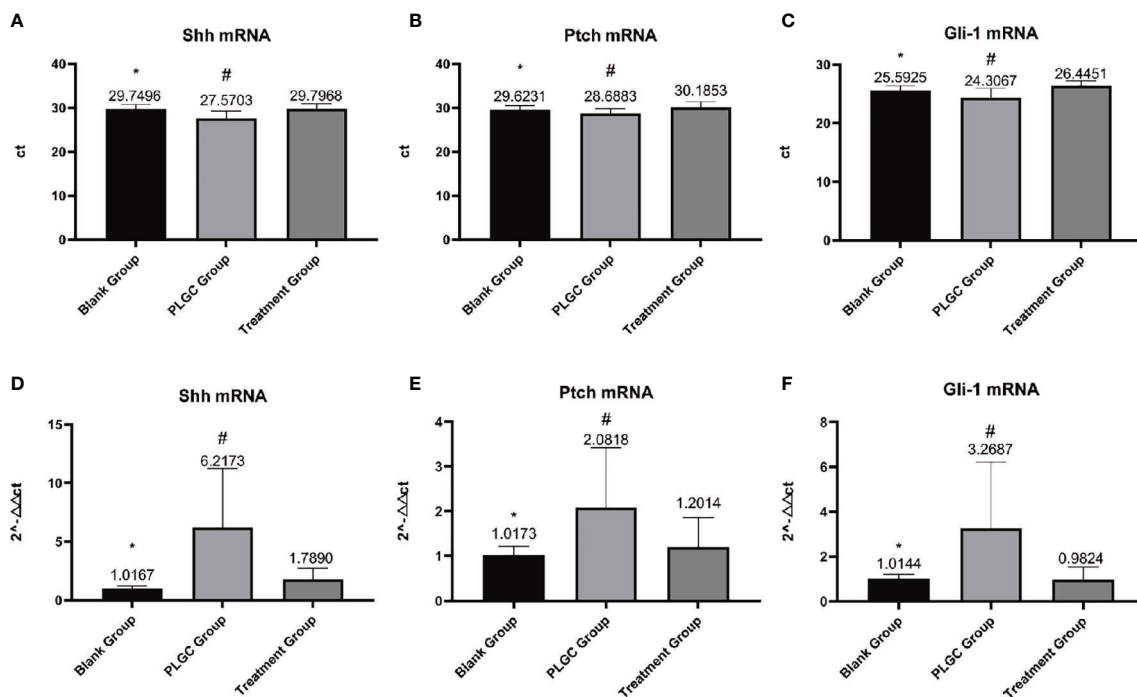 A
Shh mRNA
ct
40
30
20
10
0
*
29.7496
#
27.5703
29.7968
Blank Group
PLGC Group
Treatment Group
B
Ptch mRNA
ct
40
30
20
10
0
*
29.6231
#
28.6883
30.1853
Blank Group
PLGC Group
Treatment Group
C
Gli-1 mRNA
ct
30
20
10
0
*
25.5925
#
24.3067
26.4451
Blank Group
PLGC Group
Treatment Group
D
Shh mRNA
2^-△△ct
15
10
5
0
*
1.0167
#
6.2173
1.7890
Blank Group
PLGC Group
Treatment Group
E
Ptch mRNA
2^-△△ct
4
3
2
1
0
*
1.0173
#
2.0818
1.2014
Blank Group
PLGC Group
Treatment Group
F
Gli-1 mRNA
2^-△△ct
8
6
4
2
0
*
1.0144
#
3.2687
0.9824
Blank Group
PLGC Group
Treatment Group